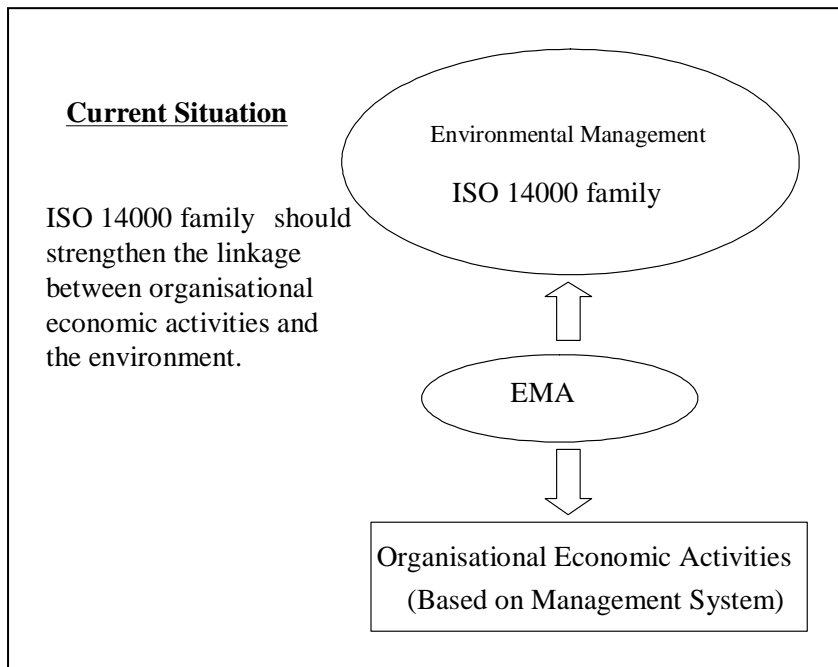 Current Situation
ISO 14000 family should
strengthen the linkage
between organisational
economic activities and
the environment.
Environmental Management
ISO 14000 family
EMA
Organisational Economic Activities
(Based on Management System)